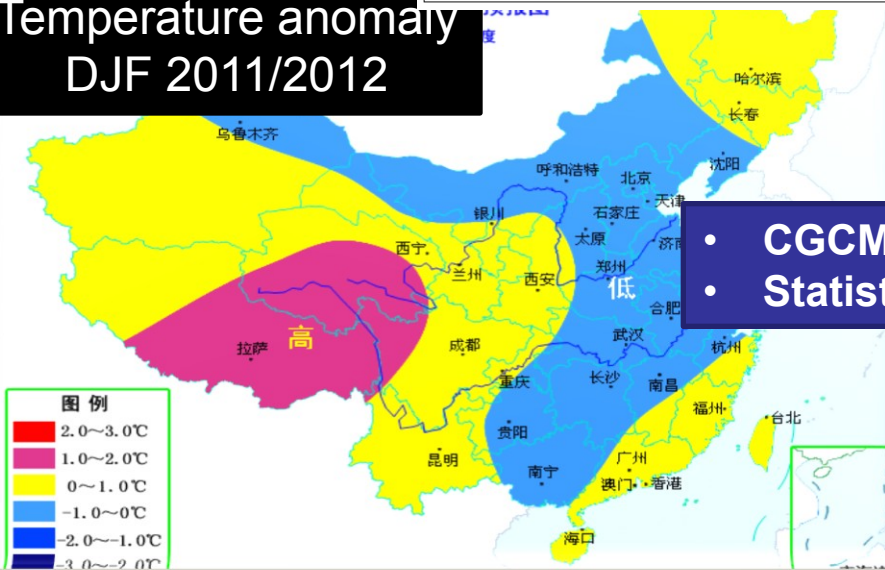 Temperature anomaly
DJF 2011/2012
度
哈尔滨
长春
乌鲁木齐
沈阳
呼和浩特
北京
天津
银川
石家庄
太原
济南
西宁
兰州
西安
郑州
低
合肥
拉萨
高
成都
武汉
杭州
重庆
长沙
南昌
贵阳
福州
台北
昆明
南宁
广州
澳门
香港
海口
• CGCM
• Statist
图 例
2.0～3.0℃
1.0～2.0℃
0～1.0℃
-1.0～0℃
-2.0～-1.0℃
-3.0～-2.0℃